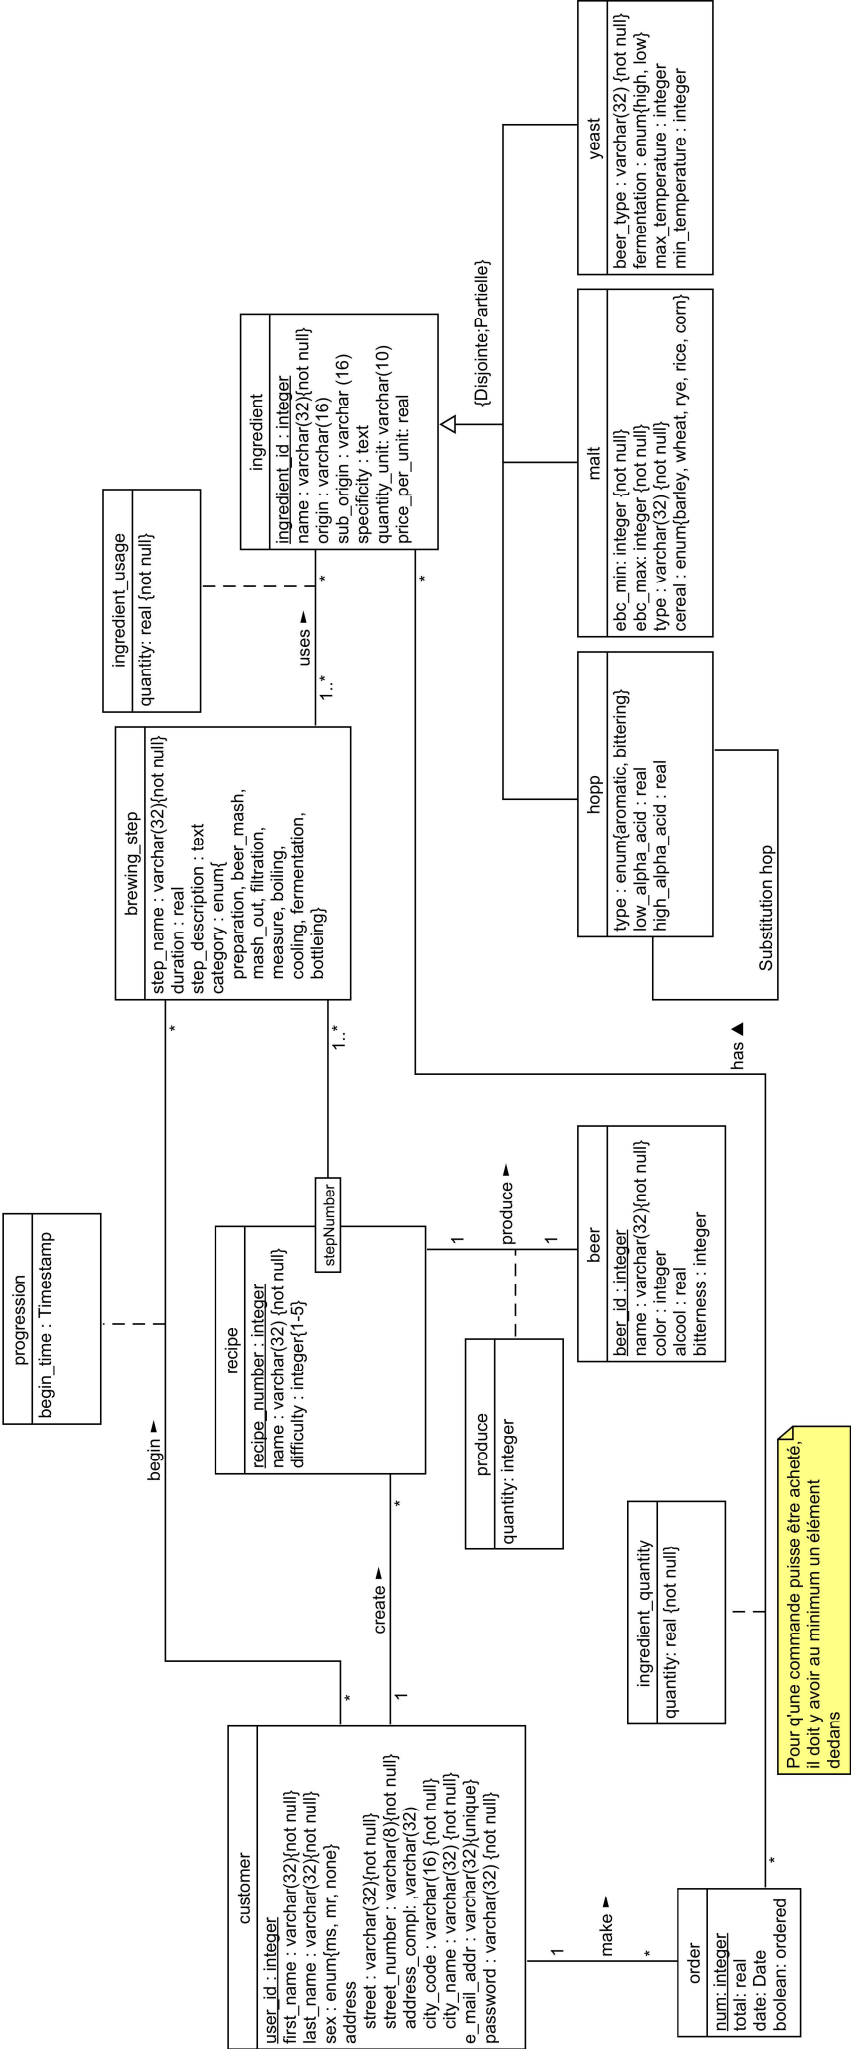 progression
begin_time : Timestamp
ingredient_usage
quantity: real {not null}
brewing_step
step_name : varchar(32){not null}
duration : real
step_description : text
category : enum{
preparation, beer_mash,
mash_out, filtration,
measure, boiling,
cooling, fermentation,
bottleing}
begin ►
*
*
uses ►
1..*
*
customer
user_id : integer
first_name : varchar(32){not null}
last_name : varchar(32){not null}
sex : enum{ms, mr, none}
address
street : varchar(32){not null}
street_number : varchar(8){not null}
address_compl: ,varchar(32)
city_code : varchar(16) {not null}
city_name : varchar(32) {not null}
e_mail_addr : varchar(32){unique}
password : varchar(32) {not null}
create ►
1
*
recipe
recipe_number : integer
name : varchar(32) {not null}
difficulty : integer{1-5}
stepNumber
1..*
ingredient
ingredient_id : integer
name : varchar(32){not null}
origin : varchar(16)
sub_origin : varchar (16)
specificity : text
quantity_unit: varchar(10)
price_per_unit: real
*
{Disjointe;Partielle}
produce
quantity: integer
1
produce ►
1
beer
beer_id : integer
name : varchar(32){not null}
color : integer
alcool : real
bitterness : integer
hopp
type : enum{aromatic, bittering}
low_alpha_acid : real
high_alpha_acid : real
Substitution hop
malt
ebc_min: integer {not null}
ebc_max: integer {not null}
type : varchar(32) {not null}
cereal : enum{barley, wheat, rye, rice, corn}
yeast
beer_type : varchar(32) {not null}
fermentation : enum{high, low}
max_temperature : integer
min_temperature : integer
1
make ►
*
order
num: integer
total: real
date: Date
boolean: ordered
*
has ▲
ingredient_quantity
quantity: real {not null}
Pour q'une commande puisse être acheté,
il doit y avoir au minimum un élément
dedans